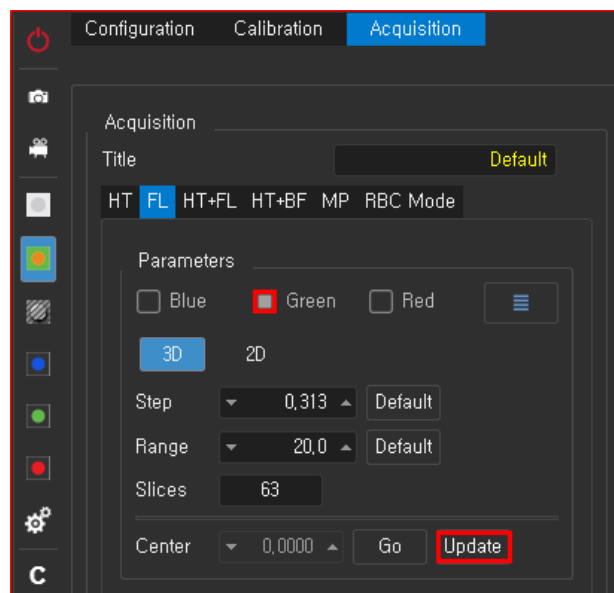 Configuration Calibration Acquisition
Acquisition
Title Default
HT FL HT+FL HT+BF MP RBC Mode
Parameters
Blue Green Red
3D 2D
Step 0,313 Default
Range 20,0 Default
Slices 63
Center 0,0000 Go Update
C